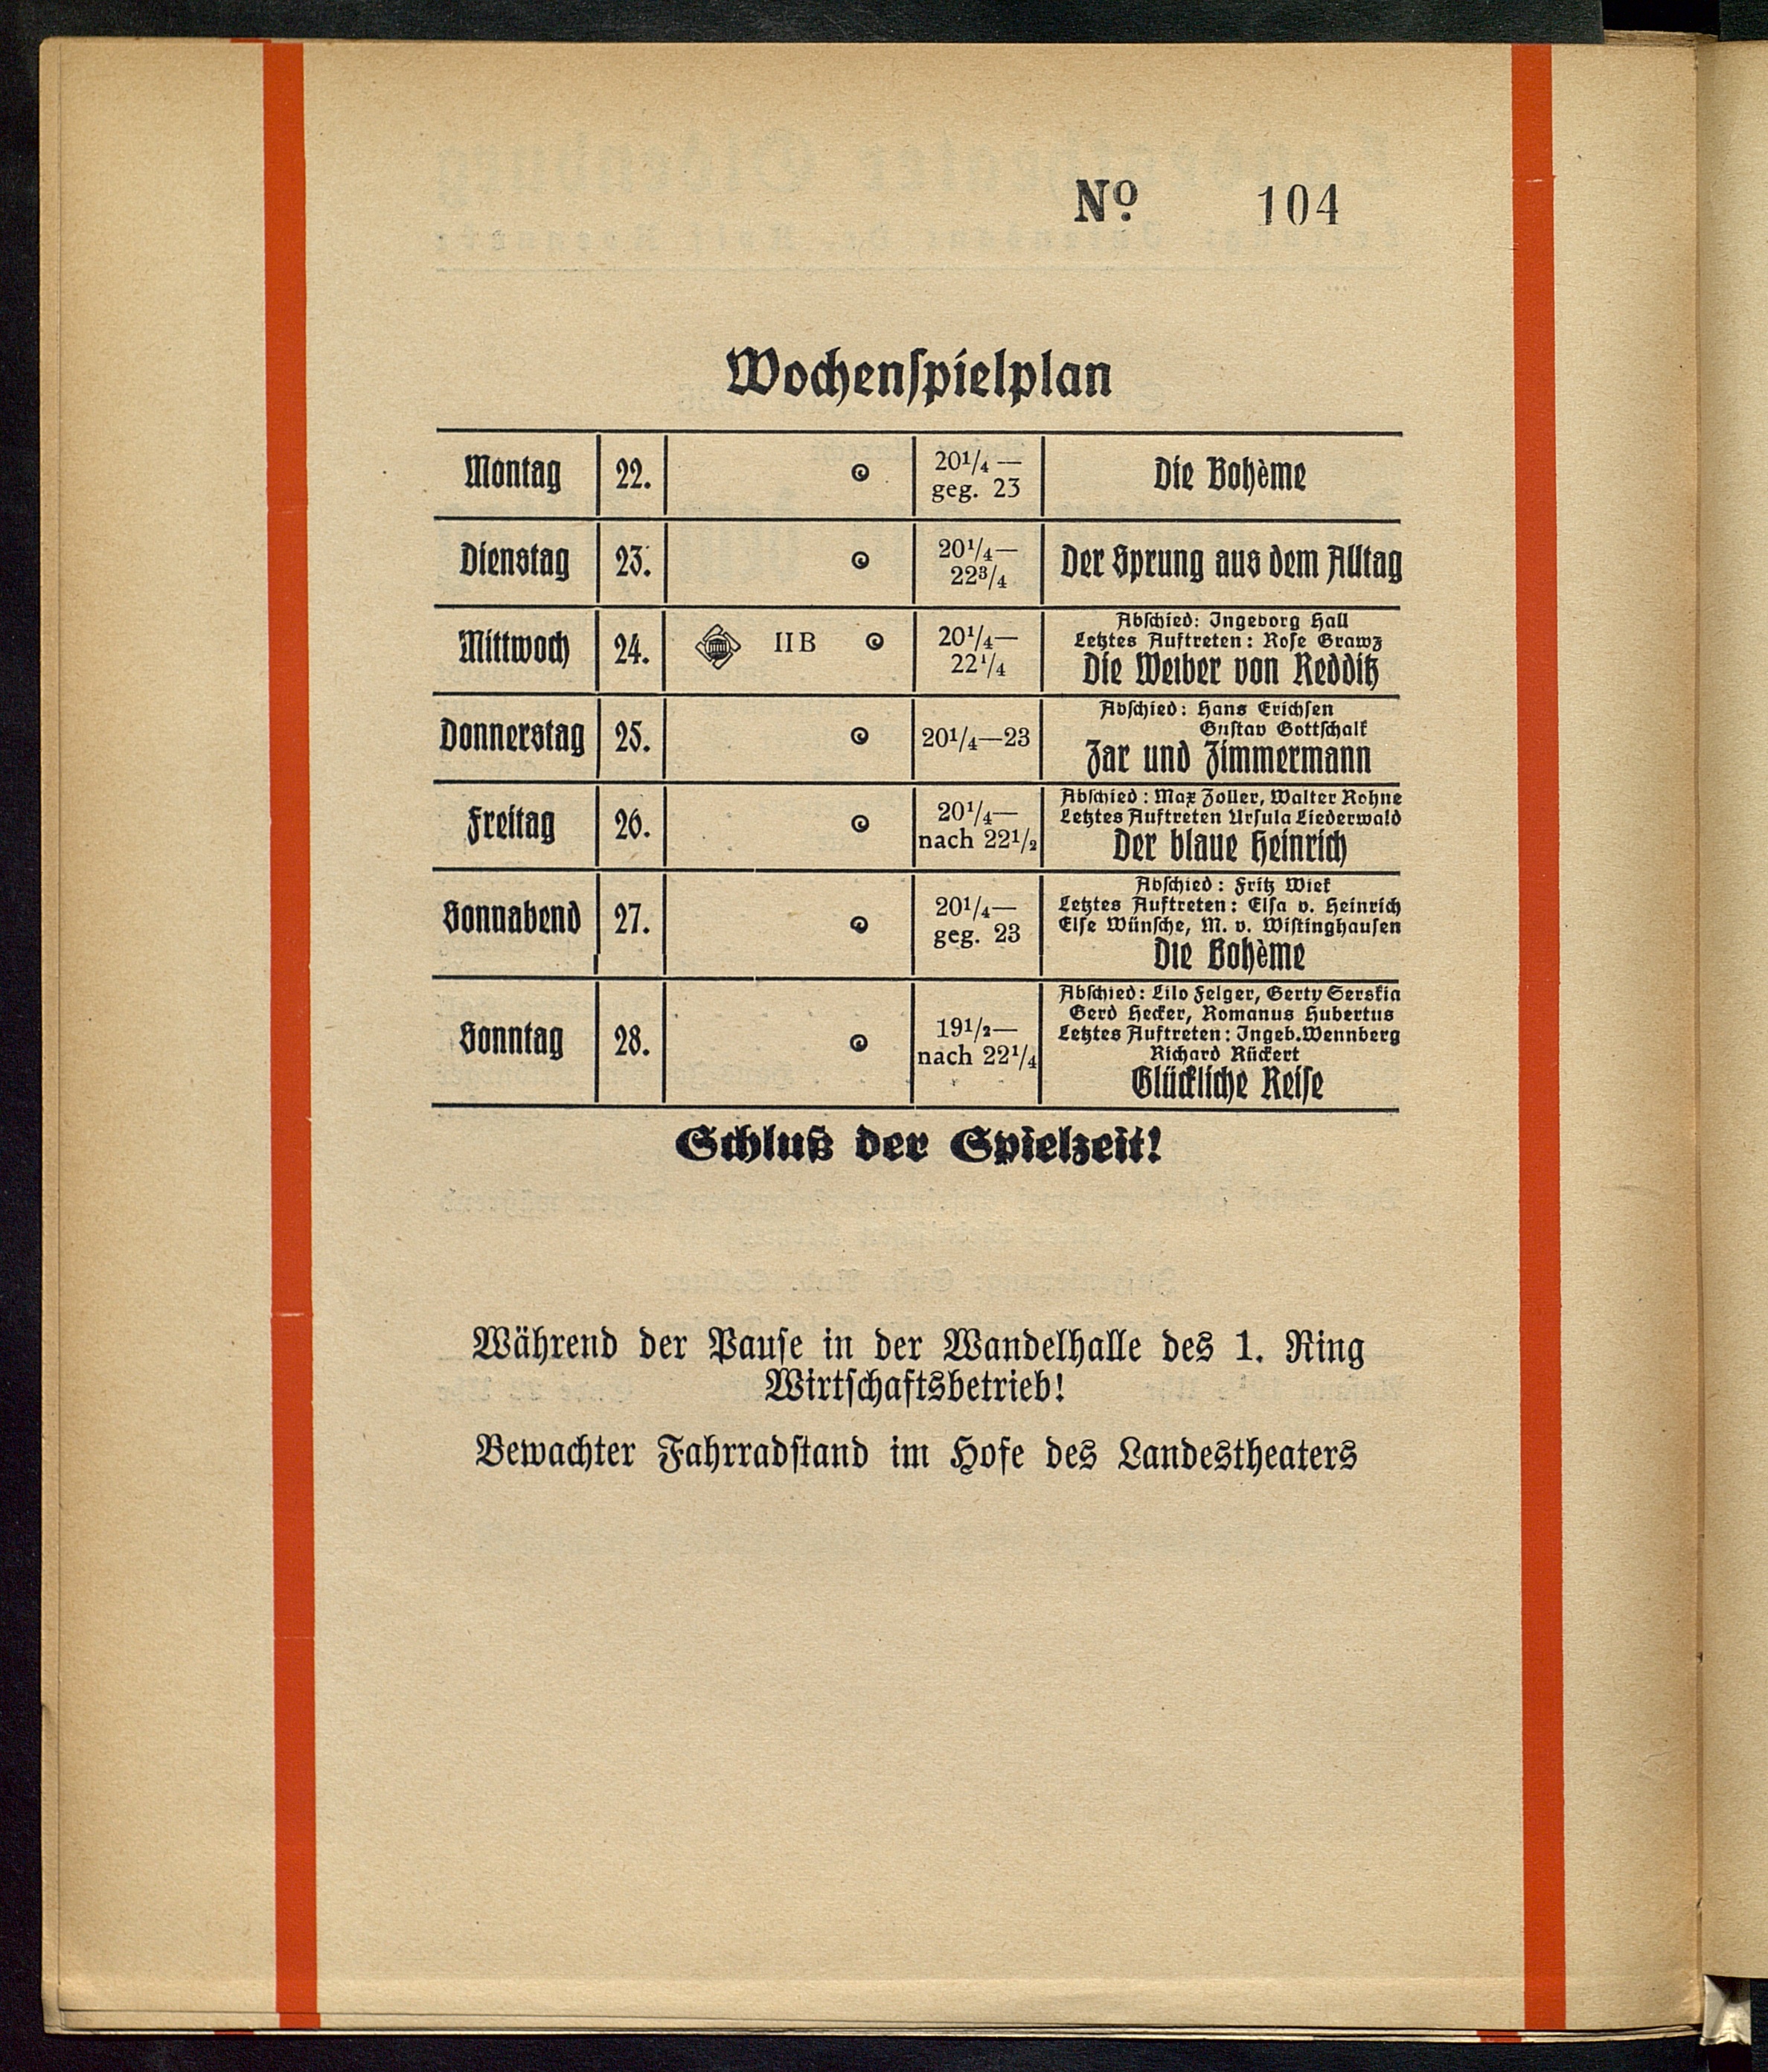 Nº 104
Wochenspielplan
Montag 22. 20¹/₄ —
geg. 23
Die Bohème
Dienstag 23. 20¹/₄—
22³/₄
Der Sprung aus dem Alltag
Mittwoch 24. II B 20¹/₄—
22¹/₄
Abschied: Ingeborg Hall
Letztes Auftreten: Rose Grawz
Die Weiber von Redditz
Donnerstag 25. 20¹/₄—23
Abschied: Hans Erichsen
Gustav Gottschalk
Zar und Zimmermann
Freitag 26. 20¹/₄—
nach 22¹/₂
Abschied: Max Zoller, Walter Rohne
Letztes Auftreten Ursula Liederwald
Der blaue Heinrich
Sonnabend 27. 20¹/₄—
geg. 23
Abschied: Fritz Wiek
Letztes Auftreten: Elsa v. Heinrich
Else Wünsche, M. v. Wistinghausen
Die Bohème
Sonntag 28. 19¹/₂—
nach 22¹/₄
Abschied: Lilo Felger, Gerty Serskia
Gerd Hecker, Romanus Hubertus
Letztes Auftreten: Ingeb. Wennberg
Richard Rückert
Glückliche Reise
Schluß der Spielzeit!
Während der Pause in der Wandelhalle des 1. Ring
Wirtschaftsbetrieb!
Bewachter Fahrradstand im Hofe des Landestheaters